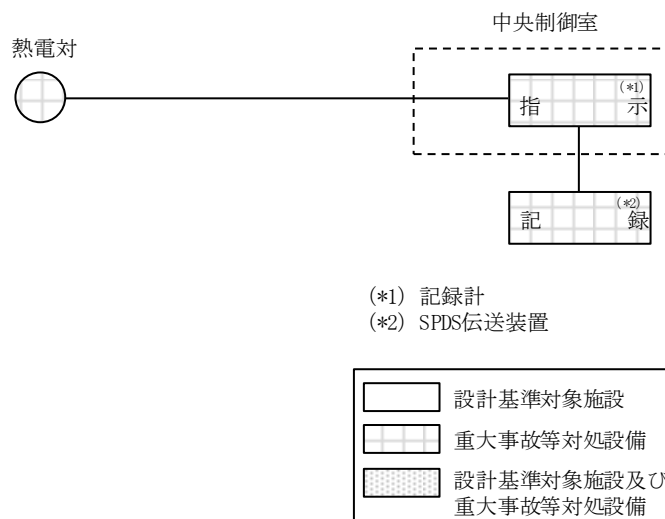 中央制御室
熱電対
指 示 (*1)
記 録 (*2)
(*1) 記録計
(*2) SPDS伝送装置
設計基準対象施設
重大事故等対処設備
設計基準対象施設及び
重大事故等対処設備